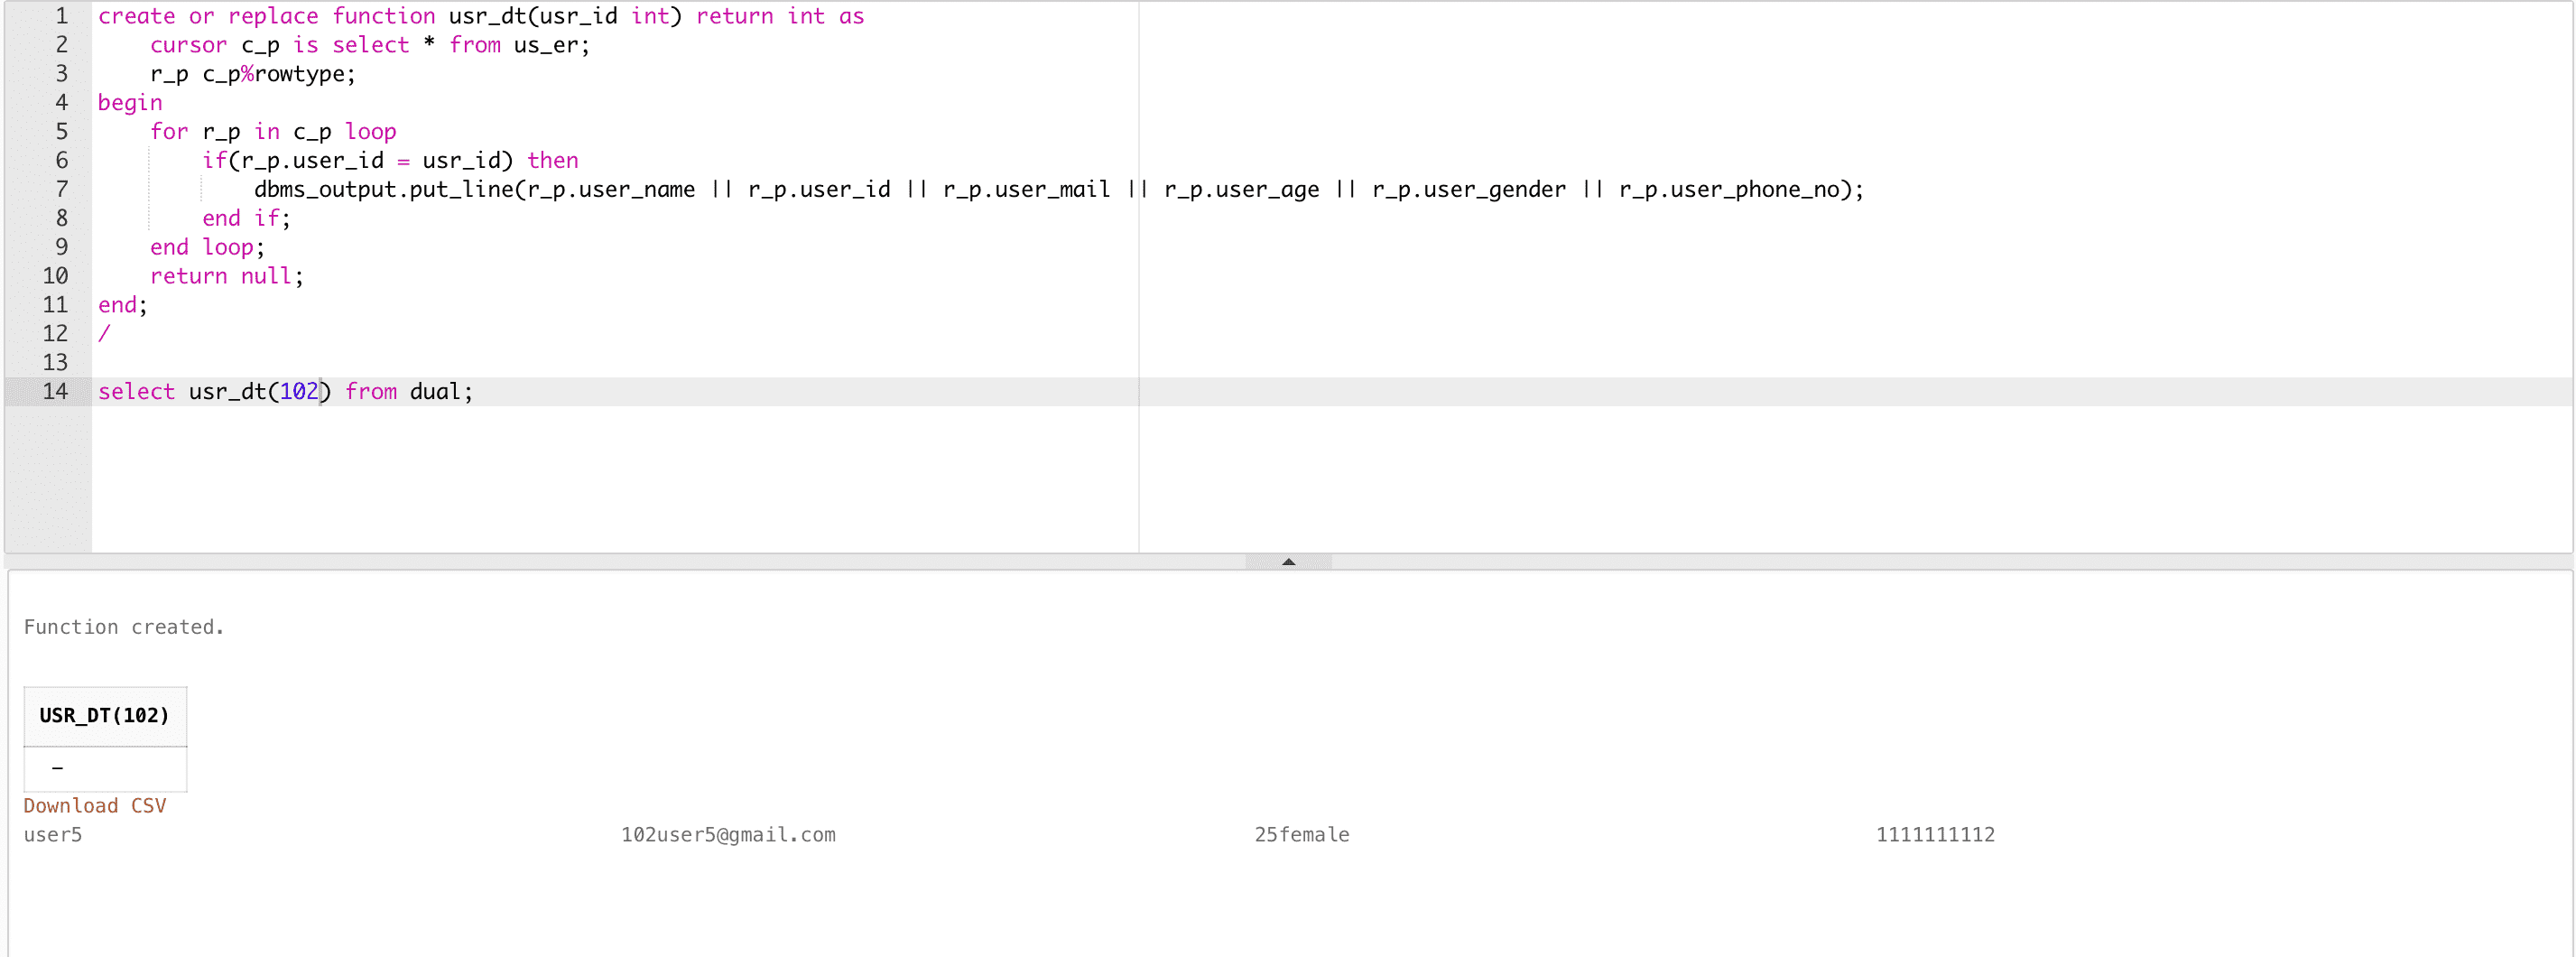 1 create or replace function usr_dt(usr_id int) return int as
2 cursor c_p is select * from us_er;
3 r_p c_p%rowtype;
4 begin
5 for r_p in c_p loop
6 if(r_p.user_id = usr_id) then
7 dbms_output.put_line(r_p.user_name || r_p.user_id || r_p.user_mail || r_p.user_age || r_p.user_gender || r_p.user_phone_no);
8 end if;
9 end loop;
10 return null;
11 end;
12 /
13
14 select usr_dt(102) from dual;
Function created.
USR_DT(102)
-
Download CSV
user5 102user5@gmail.com 25female 1111111112